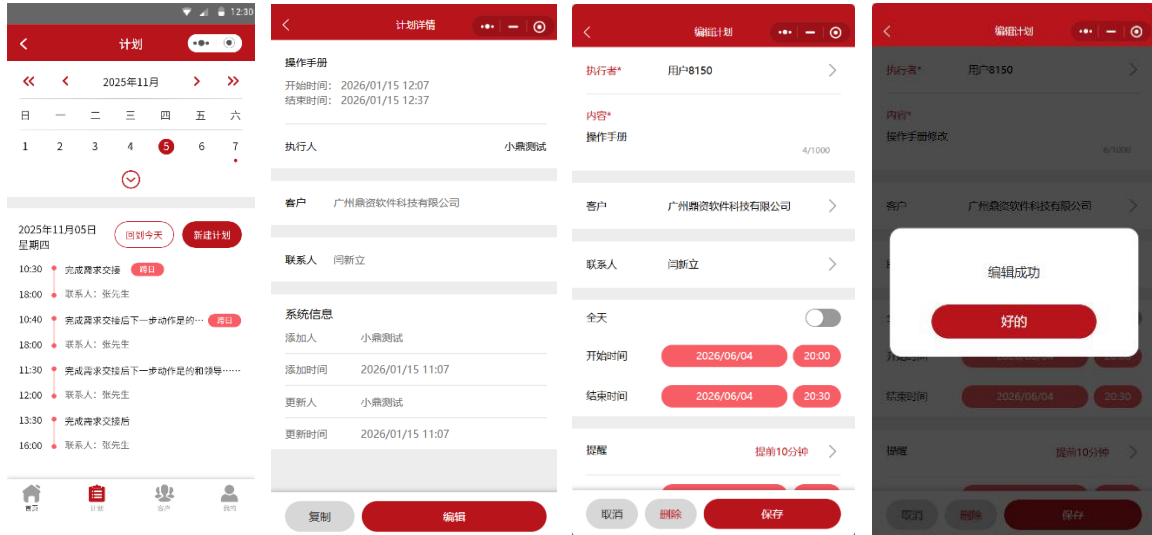 12:30
计划
2025年11月
日 一 二 三 四 五 六
1 2 3 4 5 6 7
2025年11月05日
星期四
回到今天
新建计划
10:30 完成需求交接 跨日
18:00 联系人：张先生
10:40 完成需求交接后下一步动作是的… 跨日
18:00 联系人：张先生
11:30 完成需求交接后下一步动作是的和领导……
12:00 联系人：张先生
13:30 完成需求交接后
16:00 联系人：张先生
首页 计划 客户 我的
计划详情
操作手册
开始时间： 2026/01/15 12:07
结束时间： 2026/01/15 12:37
执行人 小鼎测试
客户 广州鼎资软件科技有限公司
联系人 闫新立
系统信息
添加人 小鼎测试
添加时间 2026/01/15 11:07
更新人 小鼎测试
更新时间 2026/01/15 11:07
复制 编辑
编辑计划
执行者* 用户8150
内容*
操作手册
4/1000
客户 广州鼎资软件科技有限公司
联系人 闫新立
全天
开始时间 2026/06/04 20:00
结束时间 2026/06/04 20:30
提醒 提前10分钟
取消 删除 保存
编辑计划
执行者* 用户8150
内容*
操作手册修改
6/1000
客户 广州鼎资软件科技有限公司
编辑成功
好的
结束时间 2026/06/04 20:30
提醒 提前10分钟
取消 删除 保存